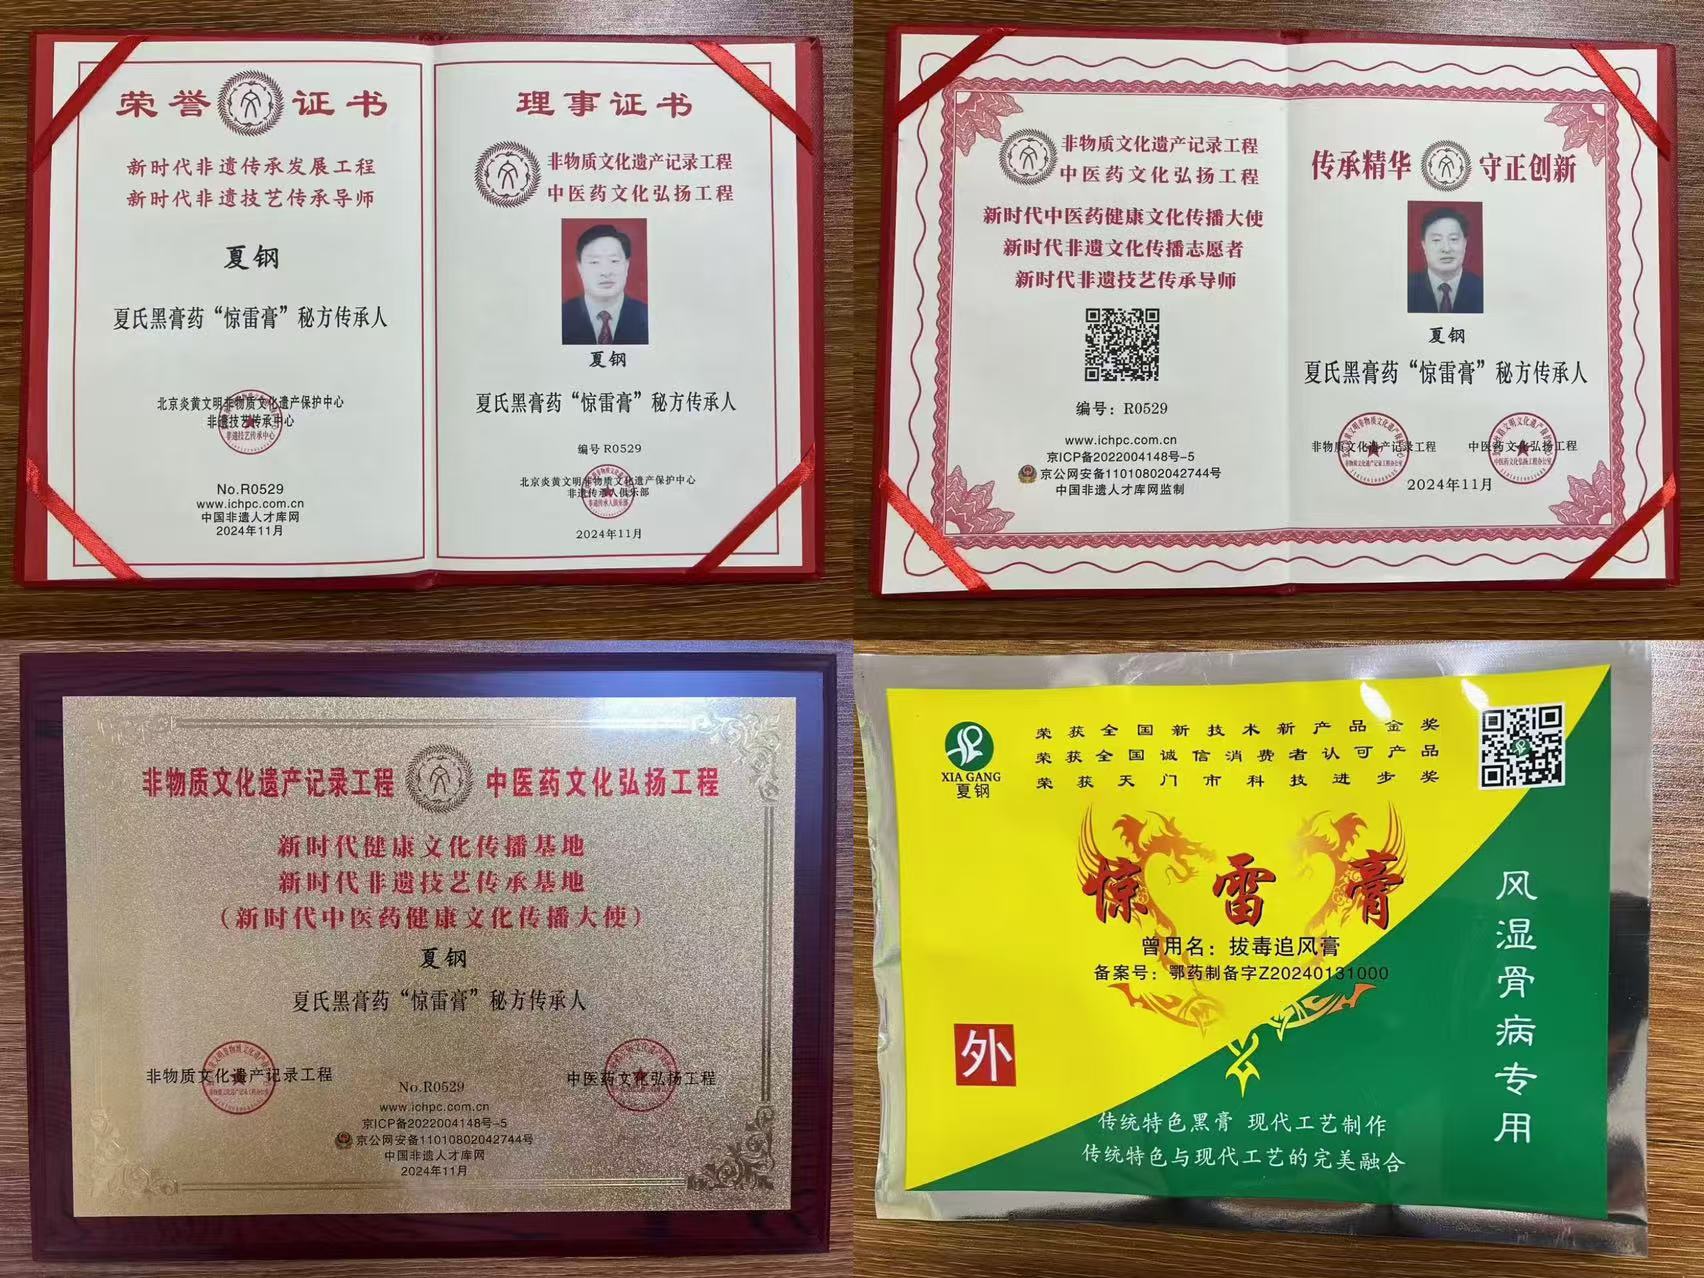 荣誉证书
新时代非遗传承发展工程
新时代非遗技艺传承导师
夏钢
夏氏黑膏药“惊雷膏”秘方传承人
北京炎黄文明非物质文化遗产保护中心
非遗技艺传承中心
No.R0529
www.ichpc.com.cn
中国非遗人才库网
2024年11月
理事证书
非物质文化遗产记录工程
中医药文化弘扬工程
夏钢
夏氏黑膏药“惊雷膏”秘方传承人
编号 R0529
北京炎黄文明非物质文化遗产保护中心
非遗传承人俱乐部
2024年11月
非物质文化遗产记录工程
中医药文化弘扬工程
新时代中医药健康文化传播大使
新时代非遗文化传播志愿者
新时代非遗技艺传承导师
编号：R0529
www.ichpc.com.cn
京ICP备2022004148号-5
京公网安备11010802042744号
中国非遗人才库网监制
传承精华 守正创新
夏钢
夏氏黑膏药“惊雷膏”秘方传承人
非物质文化遗产记录工程 中医药文化弘扬工程
2024年11月
非物质文化遗产记录工程 中医药文化弘扬工程
新时代健康文化传播基地
新时代非遗技艺传承基地
（新时代中医药健康文化传播大使）
夏钢
夏氏黑膏药“惊雷膏”秘方传承人
非物质文化遗产记录工程 中医药文化弘扬工程
No.R0529
www.ichpc.com.cn
京ICP备2022004148号-5
京公网安备11010802042744号
中国非遗人才库网
2024年11月
XIA GANG
夏钢
荣获全国新技术新产品金奖
荣获全国诚信消费者认可产品
荣获天门市科技进步奖
惊雷膏
曾用名：拔毒追风膏
备案号：鄂药制备字Z20240131000
外
风湿骨病专用
传统特色黑膏 现代工艺制作
传统特色与现代工艺的完美融合